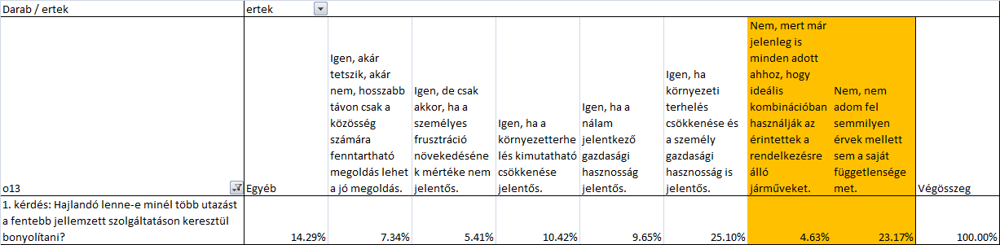 Darab / ertek
ertek
o13
Egyéb
Igen, akár
tetszik, akár
nem, hosszabb
távon csak a
közösség
számára
fenntartható
megoldás lehet
a jó megoldás.
Igen, de csak
akkor, ha a
személyes
frusztráció
növekedéséne
k mértéke nem
jelentős.
Igen, ha a
környezetterhe
lés kimutatható
csökkenése
jelentős.
Igen, ha a
nálam
jelentkező
gazdasági
hasznosság
jelentős.
Igen, ha
környezeti
terhelés
csökkenése és
a személy
gazdasági
hasznosság is
jelentős.
Nem, mert már
jelenleg is
minden adott
ahhoz, hogy
ideális
kombinációban
használják az
érintettek a
rendelkezésre
álló
járműveket.
Nem, nem
adom fel
semmilyen
érvek mellett
sem a saját
függetlensége
met.
Végösszeg
1. kérdés: Hajlandó lenne-e minél több utazást
a fentebb jellemzett szolgáltatáson keresztül
bonyolítani?
14.29%
7.34%
5.41%
10.42%
9.65%
25.10%
4.63%
23.17%
100.00%